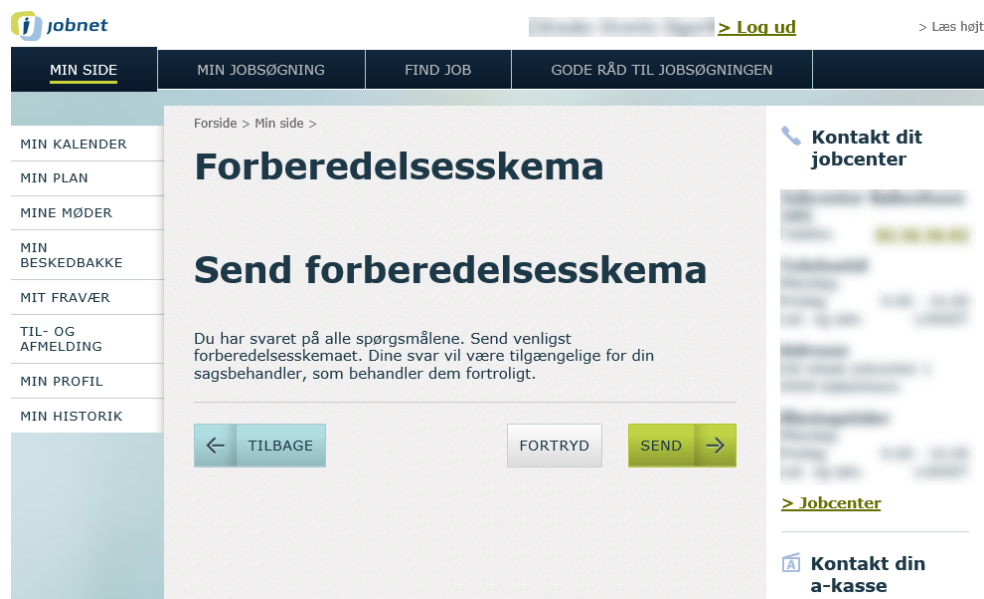 jobnet
> Log ud
> Læs højt
MIN SIDE
MIN JOBSØGNING
FIND JOB
GODE RÅD TIL JOBSØGNINGEN
MIN KALENDER
MIN PLAN
MINE MØDER
MIN
BESKEDBAKKE
MIT FRAVÆR
TIL- OG
AFMELDING
MIN PROFIL
MIN HISTORIK
Forside > Min side >
Forberedelsesskema
Send forberedelsesskema
Du har svaret på alle spørgsmålene. Send venligst
forberedelsesskemaet. Dine svar vil være tilgængelige for din
sagsbehandler, som behandler dem fortroligt.
← TILBAGE
FORTRYD
SEND →
Kontakt dit
jobcenter
> Jobcenter
Kontakt din
a-kasse